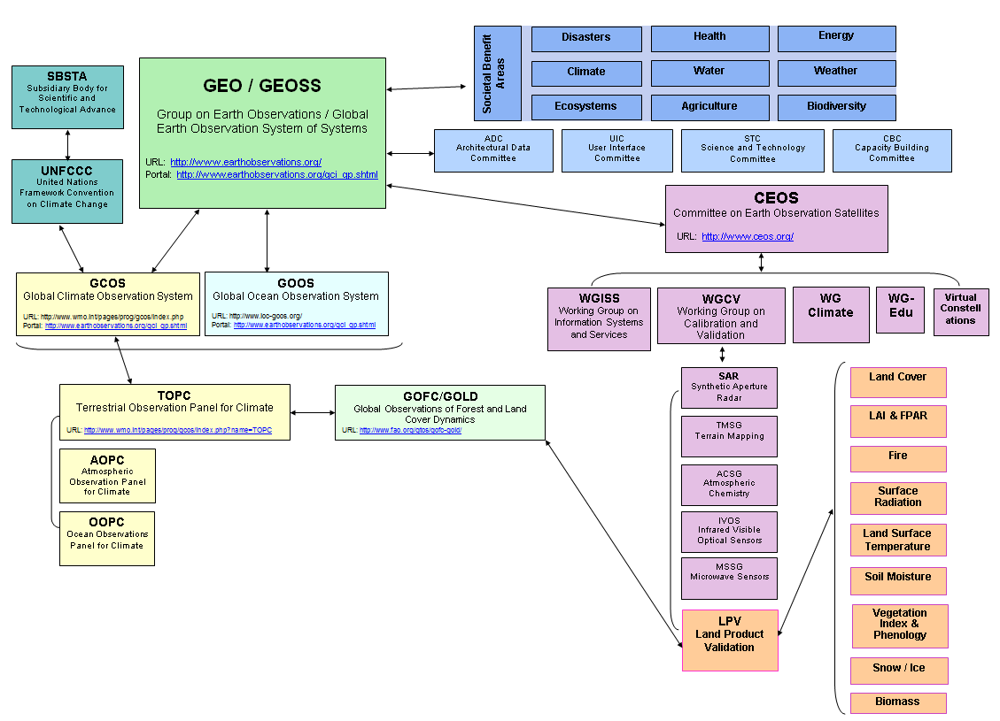 SBSTA
Subsidiary Body for
Scientific and
Technological Advance
UNFCCC
United Nations
Framework Convention
on Climate Change
GEO / GEOSS
Group on Earth Observations / Global
Earth Observation System of Systems
URL: http://www.earthobservations.org/
Portal: http://www.earthobservations.org/gci_gp.shtml
Societal Benefit
Areas
Disasters
Health
Energy
Climate
Water
Weather
Ecosystems
Agriculture
Biodiversity
ADC
Architectural Data
Committee
UIC
User Interface
Committee
STC
Science and Technology
Committee
CBC
Capacity Building
Committee
CEOS
Committee on Earth Observation Satellites
URL: http://www.ceos.org/
GCOS
Global Climate Observation System
URL: http://www.wmo.int/pages/prog/gcos/index.php
Portal: http://www.earthobservations.org/gci_gp.shtml
GOOS
Global Ocean Observation System
URL: http://www.ioc-goos.org/
Portal: http://www.earthobservations.org/gci_gp.shtml
WGISS
Working Group on
Information Systems
and Services
WGCV
Working Group on
Calibration and
Validation
WG
Climate
WG-
Edu
Virtual
Constell
ations
TOPC
Terrestrial Observation Panel for Climate
URL: http://www.wmo.int/pages/prog/gcos/index.php?name=TOPC
GOFC/GOLD
Global Observations of Forest and Land
Cover Dynamics
URL: http://www.fao.org/gtos/gofc-gold/
AOPC
Atmospheric
Observation Panel
for Climate
OOPC
Ocean Observations
Panel for Climate
SAR
Synthetic Aperture
Radar
TMSG
Terrain Mapping
ACSG
Atmospheric
Chemistry
IVOS
Infrared Visible
Optical Sensors
MSSG
Microwave Sensors
LPV
Land Product
Validation
Land Cover
LAI & FPAR
Fire
Surface
Radiation
Land Surface
Temperature
Soil Moisture
Vegetation
Index &
Phenology
Snow / Ice
Biomass